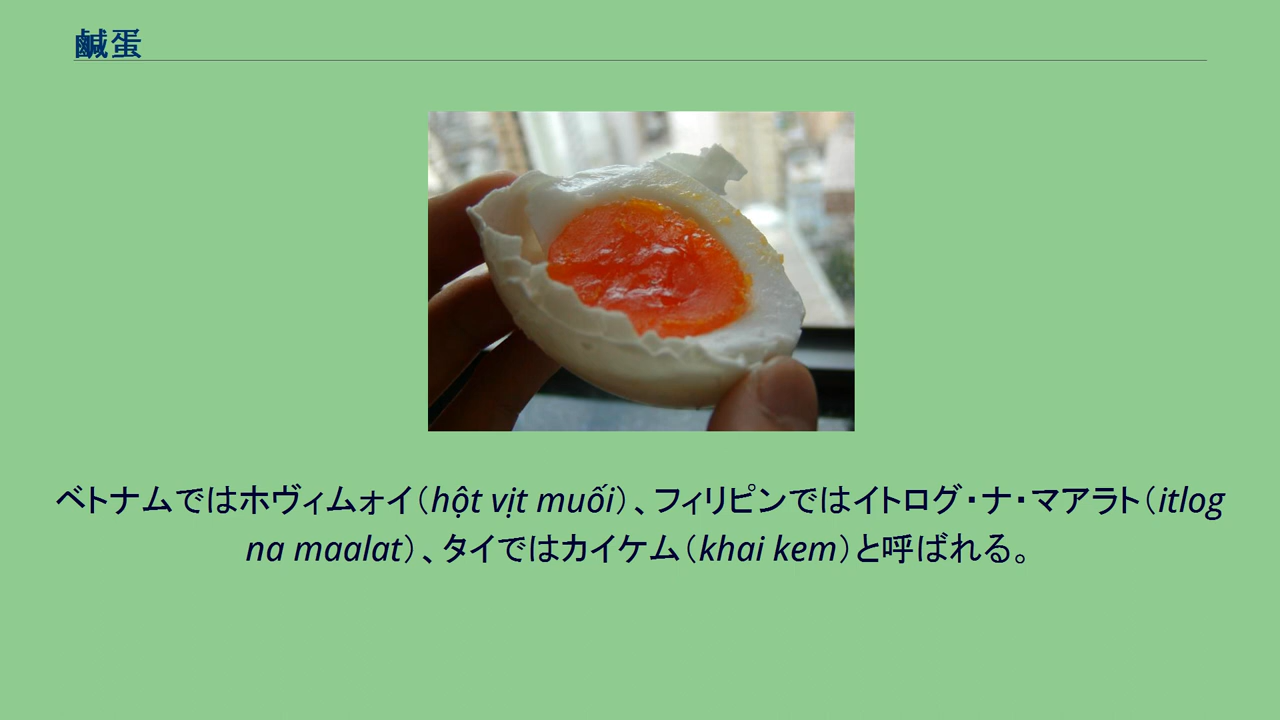 鹹蛋
ベトナムではホヴィムォイ（hột vịt muối）、フィリピンではイトログ・ナ・マアラト（itlog
na maalat）、タイではカイケム（khai kem）と呼ばれる。